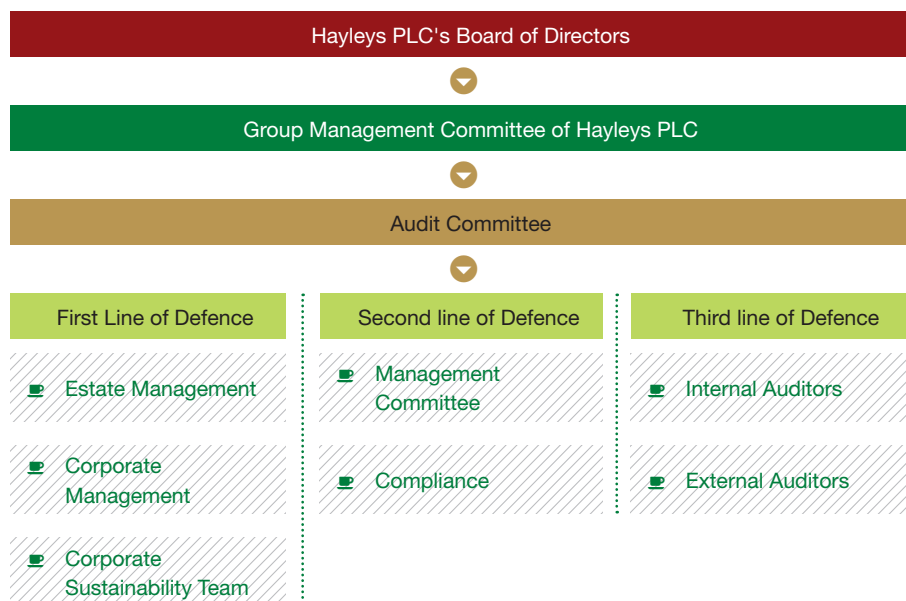 Hayleys PLC's Board of Directors
Group Management Committee of Hayleys PLC
Audit Committee
First Line of Defence
Estate Management
Corporate
Management
Corporate
Sustainability Team
Second line of Defence
Management
Committee
Compliance
Third line of Defence
Internal Auditors
External Auditors